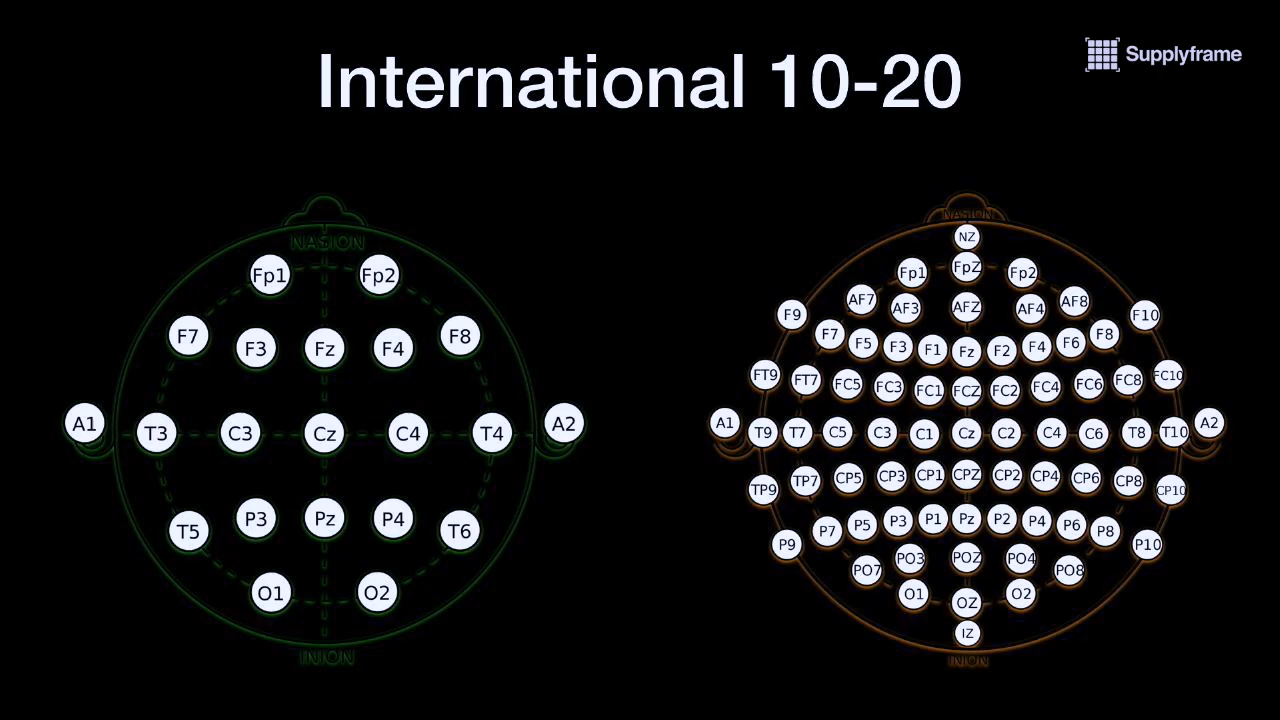 International 10-20
Supplyframe
NASION
Fp1 Fp2
F7 F3 Fz F4 F8
A1 T3 C3 Cz C4 T4 A2
T5 P3 Pz P4 T6
O1 O2
INION
NASION
NZ
Fp1 FpZ Fp2
AF7 AF3 AFZ AF4 AF8
F9 F7 F5 F3 F1 Fz F2 F4 F6 F8 F10
FT9 FT7 FC5 FC3 FC1 FCZ FC2 FC4 FC6 FC8 FC10
A1 T9 T7 C5 C3 C1 Cz C2 C4 C6 T8 T10 A2
TP9 TP7 CP5 CP3 CP1 CPZ CP2 CP4 CP6 CP8 CP10
P9 P7 P5 P3 P1 Pz P2 P4 P6 P8 P10
PO7 PO3 POZ PO4 PO8
O1 OZ O2
IZ
INION